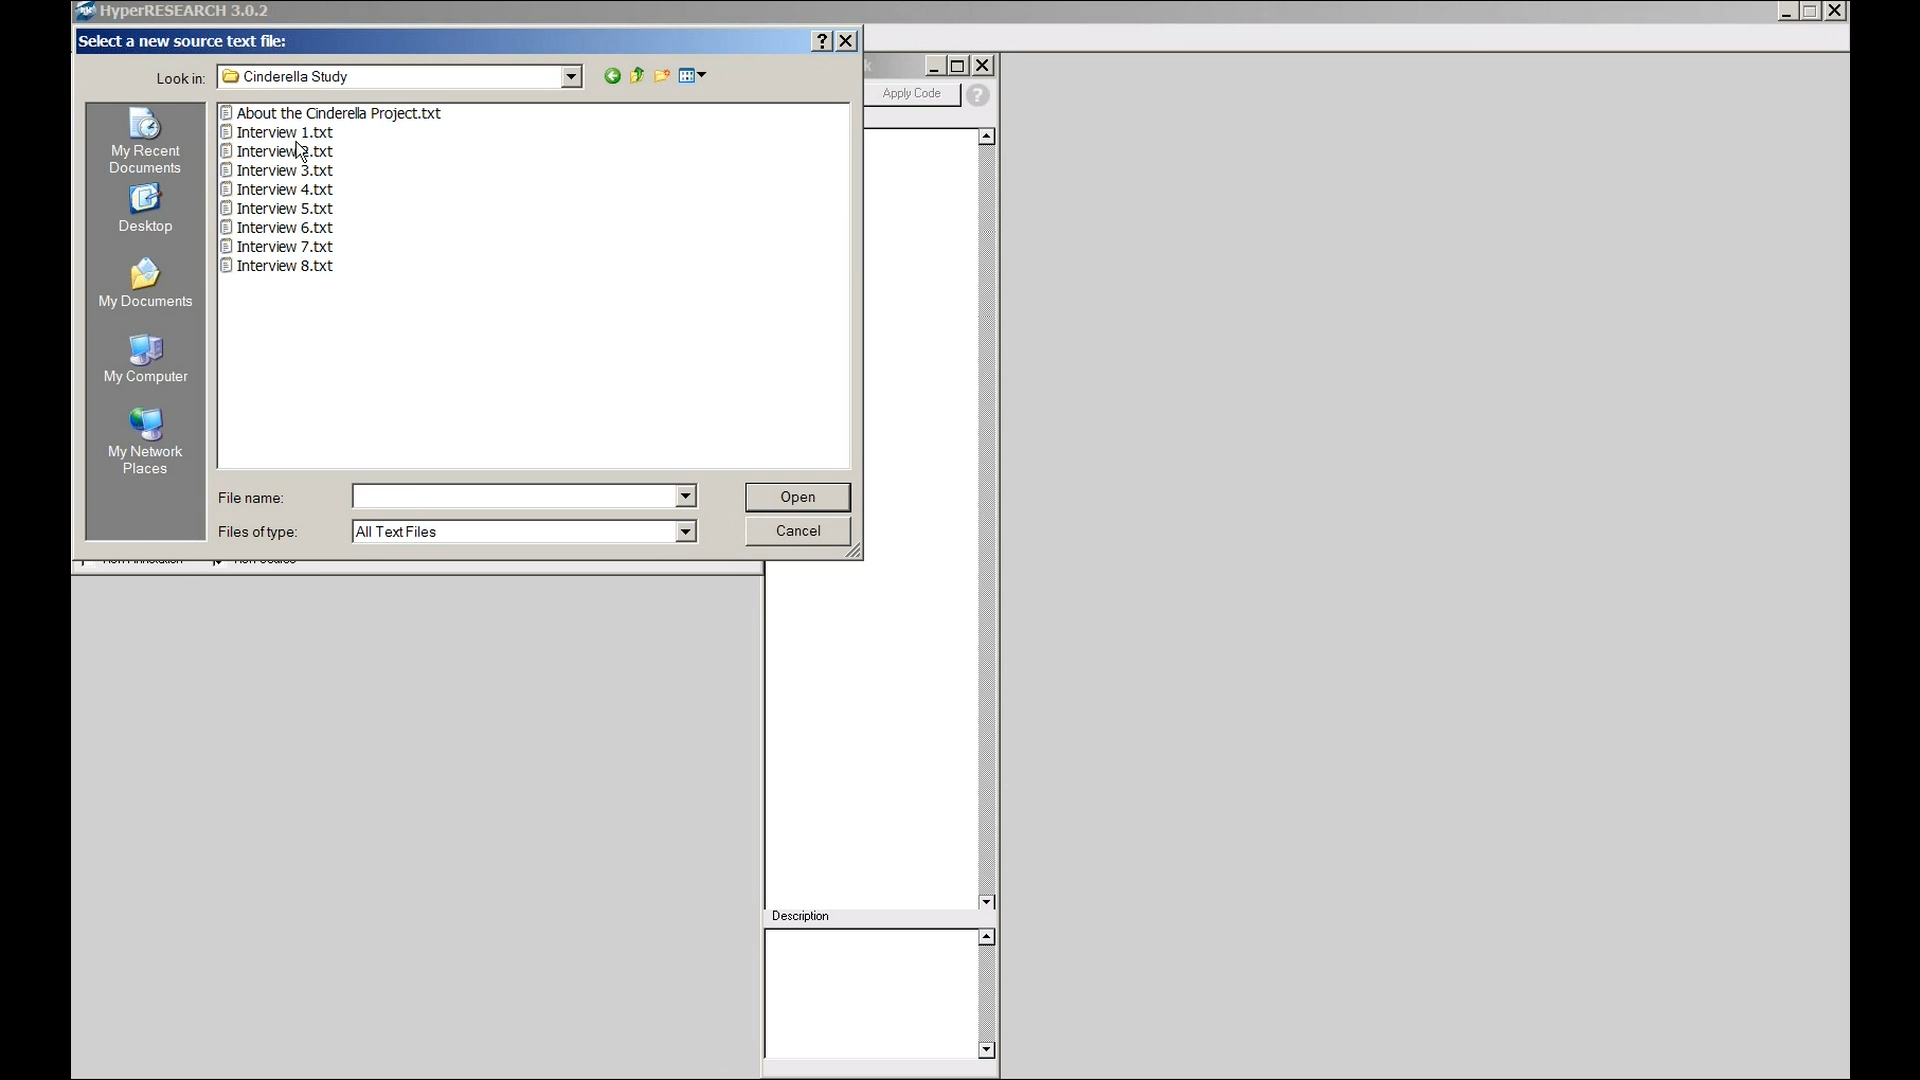 HyperRESEARCH 3.0.2
Select a new source text file:
Look in:
Cinderella Study
Apply Code
About the Cinderella Project.txt
Interview 1.txt
Interview 2.txt
Interview 3.txt
Interview 4.txt
Interview 5.txt
Interview 6.txt
Interview 7.txt
Interview 8.txt
My Recent
Documents
Desktop
My Documents
My Computer
My Network
Places
File name:
Open
Files of type:
All Text Files
Cancel
Description